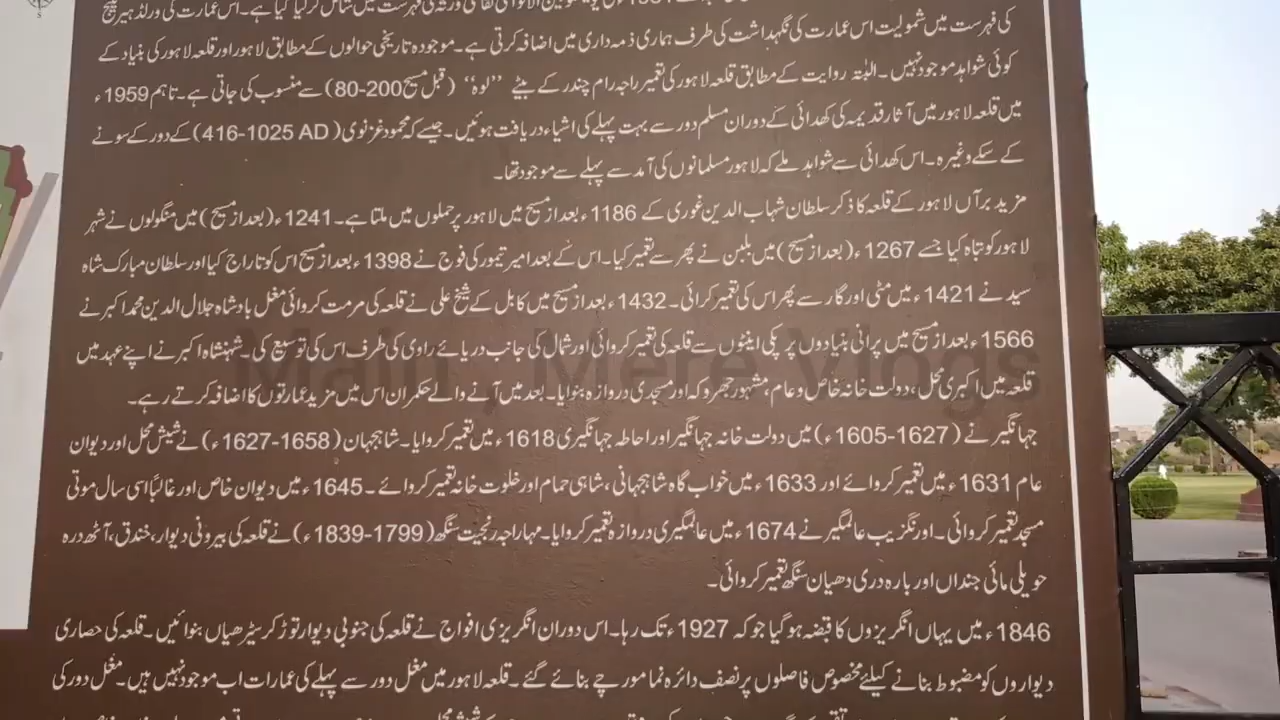 کی فہرست میں شمولیت اس عمارت کی نگہداشت کی طرف ہماری ذمہ داری میں اضافہ کرتی ہے۔ موجودہ تاریخی حوالوں کے مطابق لاہور اور قلعہ لاہور کی بنیاد کے
کوئی شواہد موجود نہیں۔ البتہ روایت کے مطابق قلعہ لاہور کی تعمیر راجہ رام چندر کے بیٹے ”لوہ“ (قبل مسیح 200-80) سے منسوب کی جاتی ہے۔ تاہم 1959ء
میں قلعہ لاہور میں آثار قدیمہ کی کھدائی کے دوران مسلم دور سے بہت پہلے کی اشیاء دریافت ہوئیں۔ جیسے کہ محمود غزنوی (416-1025 AD) کے دور کے سونے
کے سکے وغیرہ۔ اس کھدائی سے شواہد ملے کہ لاہور مسلمانوں کی آمد سے پہلے سے موجود تھا۔
مزید برآں لاہور کے قلعہ کا ذکر سلطان شہاب الدین غوری کے 1186ء بعد از مسیح میں لاہور پر حملوں میں ملتا ہے۔ 1241ء (بعد از مسیح) میں منگولوں نے شہر
لاہور کو تباہ کیا جسے 1267ء (بعد از مسیح) میں بلبن نے پھر سے تعمیر کیا۔ اس کے بعد امیر تیمور کی فوج نے 1398ء بعد از مسیح اس کو تاراج کیا اور سلطان مبارک شاہ
سید نے 1421ء میں مٹی اور گار سے پھر اس کی تعمیر کرائی۔ 1432ء بعد از مسیح میں کابل کے شیخ علی نے قلعہ کی مرمت کروائی مغل بادشاہ جلال الدین محمد اکبر نے
1566ء بعد از مسیح میں پرانی بنیادوں پر پکی اینٹوں سے قلعہ کی تعمیر کروائی اور شمال کی جانب دریائے راوی کی طرف اس کی توسیع کی۔ شہنشاہ اکبر نے اپنے عہد میں
Main , Mere Vlogs
قلعہ میں اکبری محل، دولت خانہ خاص و عام، مشہور جھروکہ اور مسجدی دروازہ بنوایا۔ بعد میں آنے والے حکمران اس میں مزید عمارتوں کا اضافہ کرتے رہے۔
جہانگیر نے (1627-1605ء) میں دولت خانہ جہانگیر اور احاطہ جہانگیری 1618ء میں تعمیر کروایا۔ شاہجہان (1658-1627ء) نے شیش محل اور دیوان
عام 1631ء میں تعمیر کروائے اور 1633ء میں خواب گاہ شاہجہانی، شاہی حمام اور خلوت خانہ تعمیر کروائے۔ 1645ء میں دیوان خاص اور غالباً اسی سال موتی
مسجد تعمیر کروائی۔ اورنگزیب عالمگیر نے 1674ء میں عالمگیری دروازہ تعمیر کروایا۔ مہاراجہ رنجیت سنگھ (1799-1839ء) نے قلعہ کی بیرونی دیوار، خندق، آٹھ درہ
حویلی مائی جنداں اور بارہ دری دھیان سنگھ تعمیر کروائی۔
1846ء میں یہاں انگریزوں کا قبضہ ہو گیا جو کہ 1927ء تک رہا۔ اس دوران انگریزی افواج نے قلعہ کی جنوبی دیوار توڑ کر سیڑھیاں بنوائیں۔ قلعہ کی حصاری
دیواروں کو مضبوط بنانے کیلئے مخصوص فاصلوں پر نصف دائرہ نما مورچے بنائے گئے۔ قلعہ لاہور میں مغل دور سے پہلے کی عمارات اب موجود نہیں ہیں۔ مغل دور کی